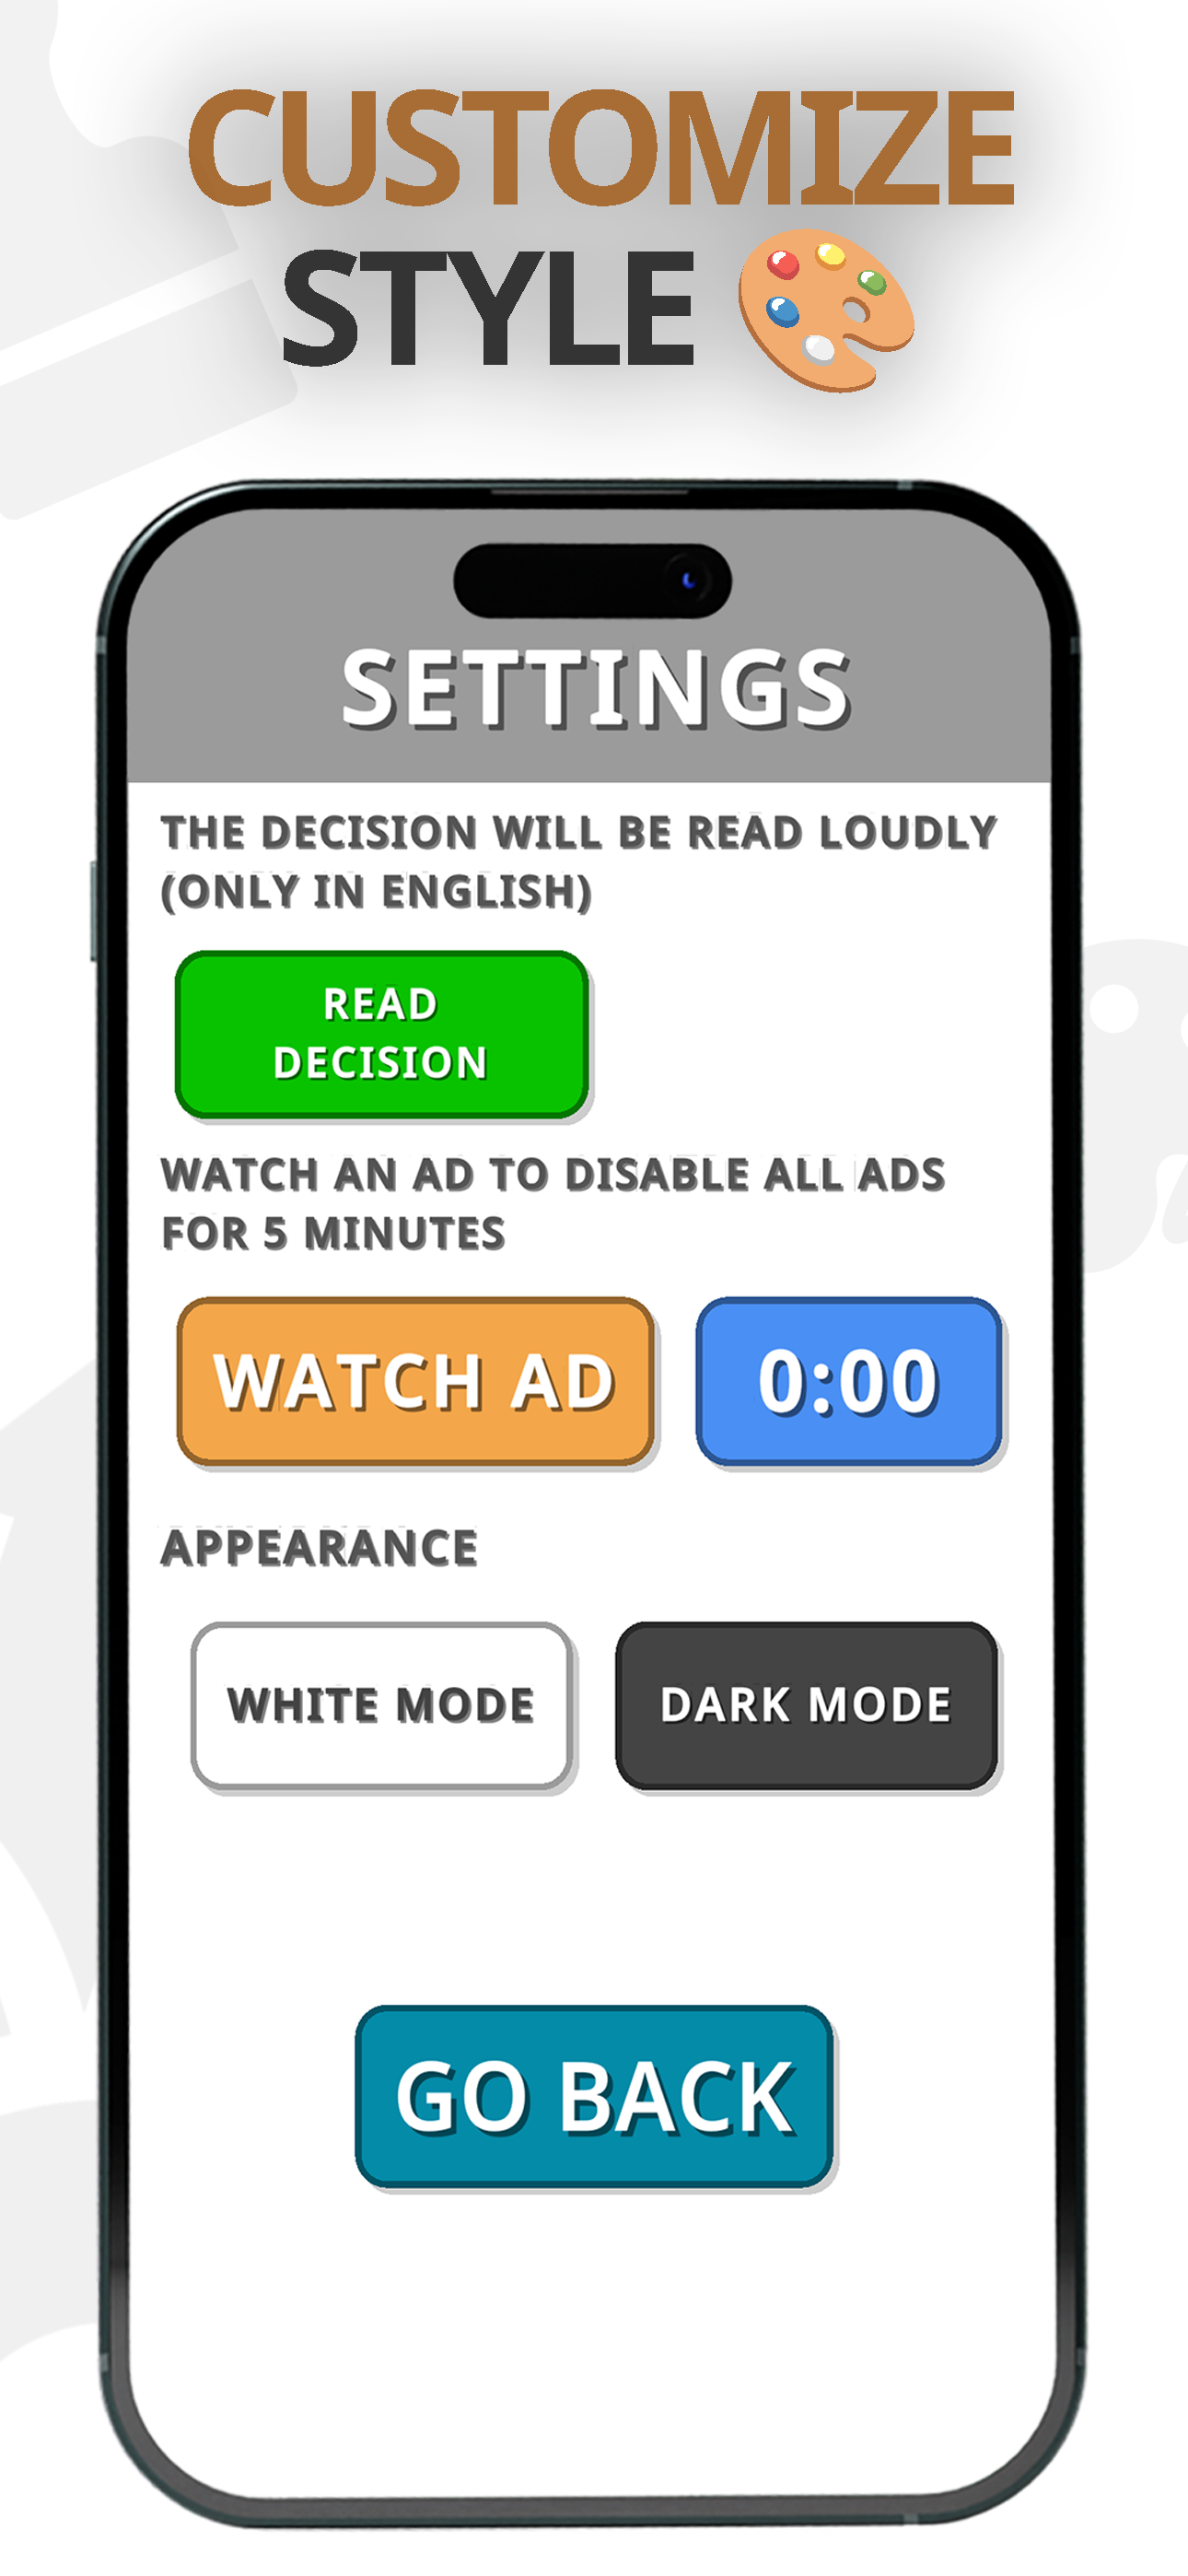 CUSTOMIZE
STYLE
SETTINGS
THE DECISION WILL BE READ LOUDLY
(ONLY IN ENGLISH)
READ
DECISION
WATCH AN AD TO DISABLE ALL ADS
FOR 5 MINUTES
WATCH AD
0:00
APPEARANCE
WHITE MODE
DARK MODE
GO BACK